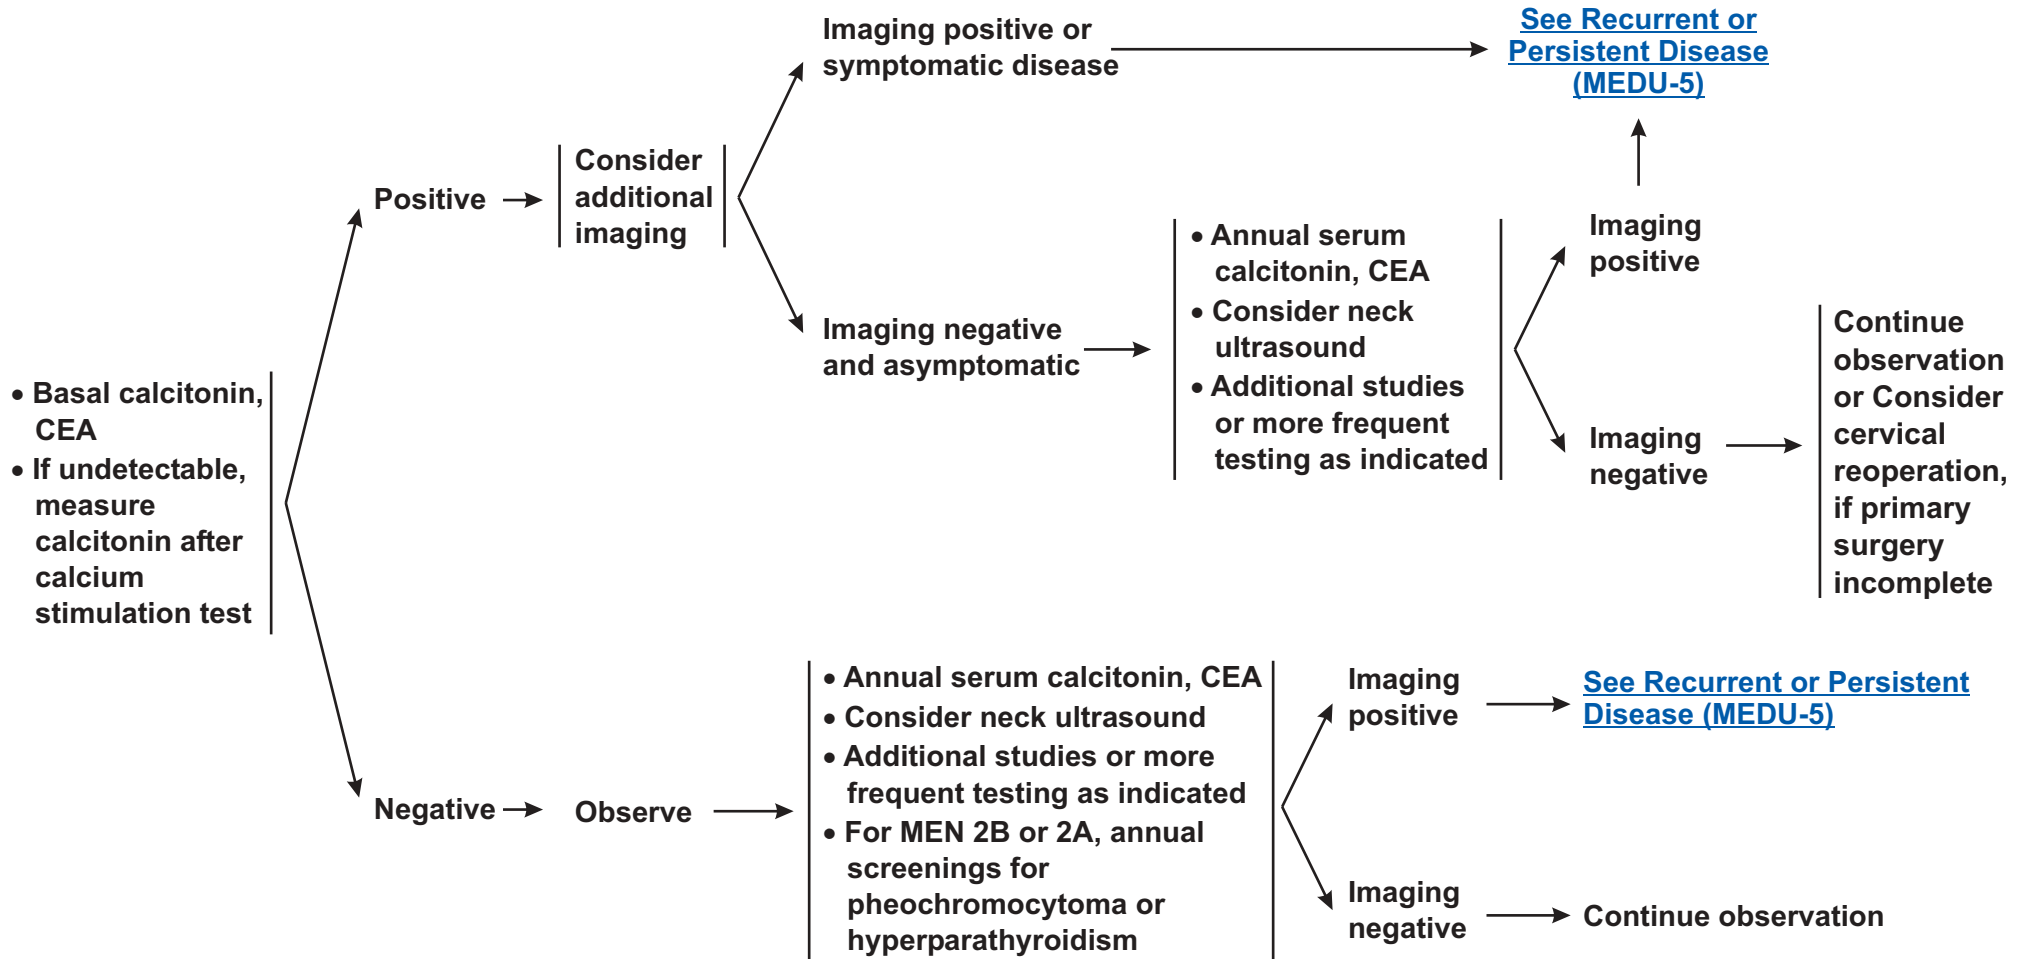 • Basal calcitonin,
CEA
• If undetectable,
measure
calcitonin after
calcium
stimulation test
Positive
Consider
additional
imaging
Imaging positive or
symptomatic disease
See Recurrent or
Persistent Disease
(MEDU-5)
Imaging negative
and asymptomatic
• Annual serum
calcitonin, CEA
• Consider neck
ultrasound
• Additional studies
or more frequent
testing as indicated
Imaging
positive
Imaging
negative
Continue
observation
or Consider
cervical
reoperation,
if primary
surgery
incomplete
Negative
Observe
• Annual serum calcitonin, CEA
• Consider neck ultrasound
• Additional studies or more
frequent testing as indicated
• For MEN 2B or 2A, annual
screenings for
pheochromocytoma or
hyperparathyroidism
Imaging
positive
See Recurrent or Persistent
Disease (MEDU-5)
Imaging
negative
Continue observation